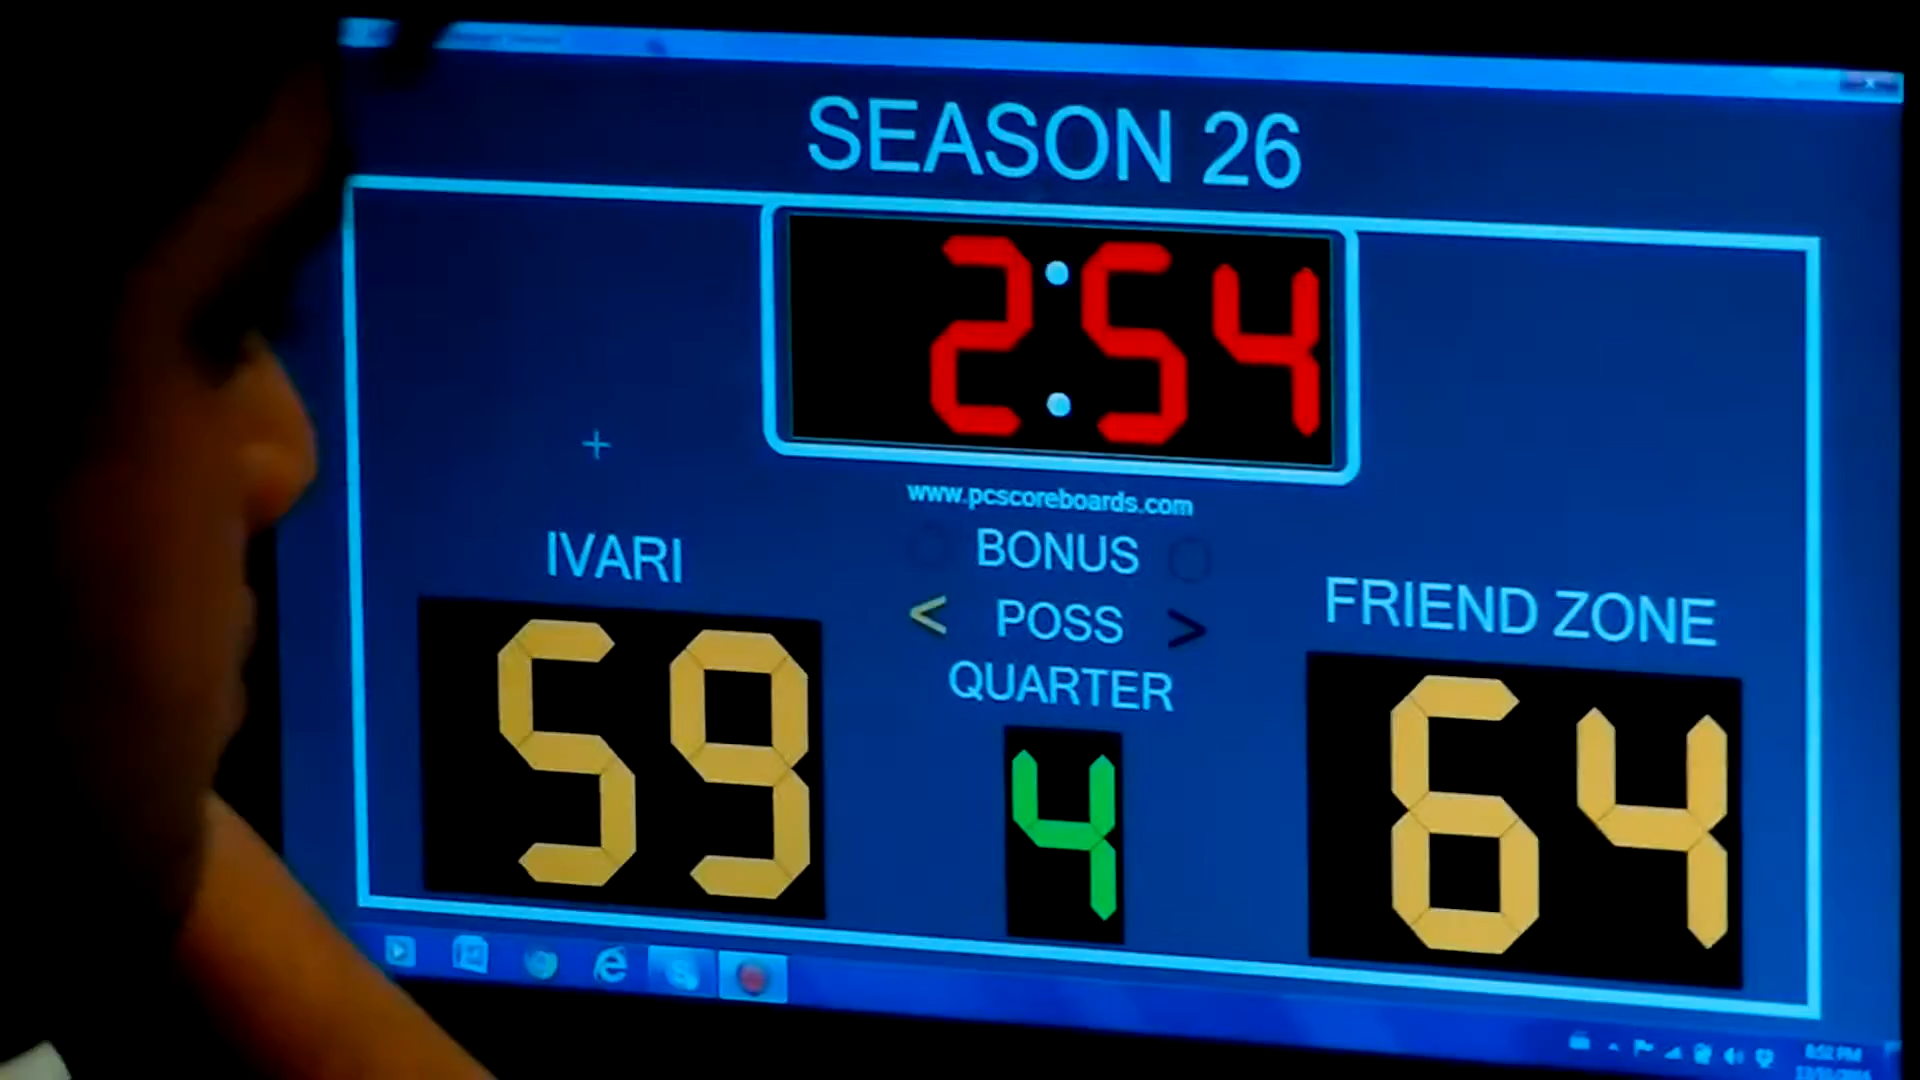 SEASON 26
2:54
www.pcscoreboards.com
BONUS
IVARI
< POSS >
FRIEND ZONE
QUARTER
59
4
64